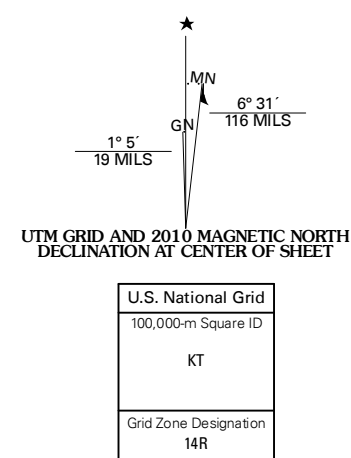 MN
6° 31´
116 MILS
GN
1° 5´
19 MILS
UTM GRID AND 2010 MAGNETIC NORTH
DECLINATION AT CENTER OF SHEET
U.S. National Grid
100,000-m Square ID
KT
Grid Zone Designation
14R